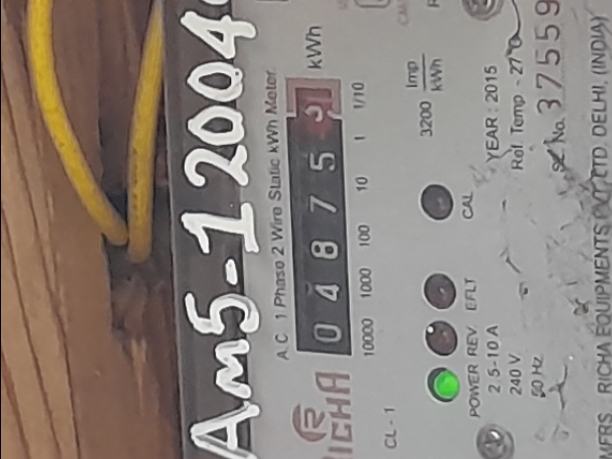 Am5-12004
A.C. 1 Phase 2 Wire Static kWh Meter.
RICHA
0 4 8 7 5
kWh
10000 1000 100 10 1 1/10
CL-1
3200 Imp
kWh
POWER REV EFLT CAL
2.5-10 A
240 V
50 Hz
YEAR : 2015
Ref. Temp - 27°
No. 37559
RICHA EQUIPMENTS PVT. LTD. DELHI. (INDIA)